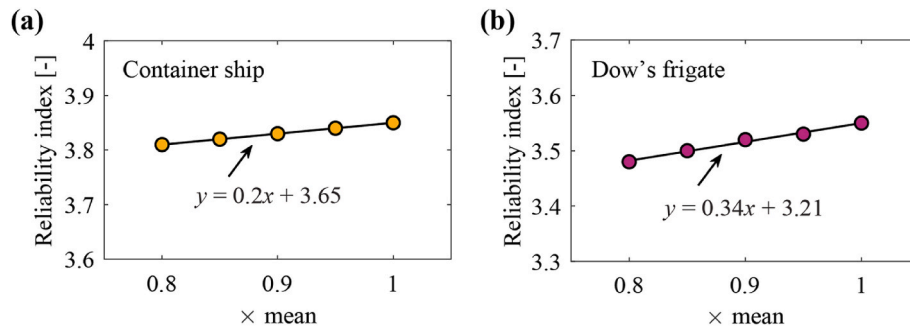 (a)
Reliability index [-]
4
3.9
3.8
3.7
3.6
Container ship
y = 0.2x + 3.65
0.8 0.9 1
× mean
(b)
Reliability index [-]
3.7
3.6
3.5
3.4
3.3
Dow's frigate
y = 0.34x + 3.21
0.8 0.9 1
× mean